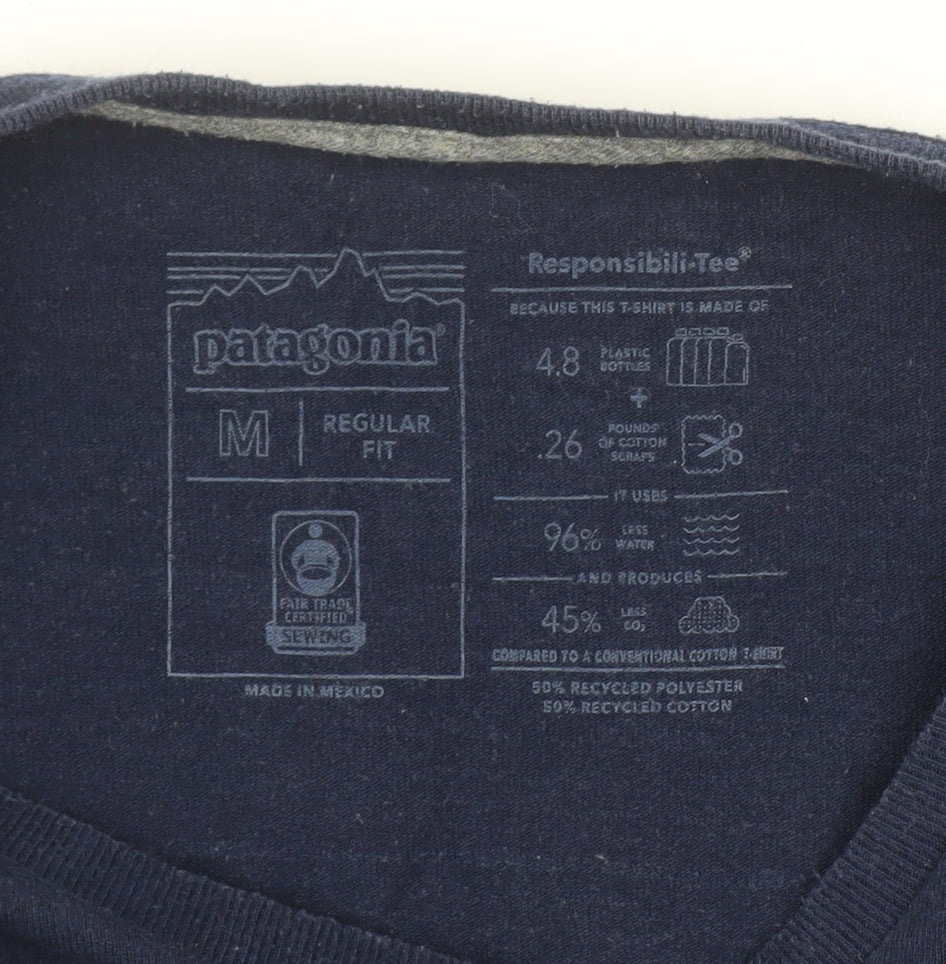 patagonia®
M
REGULAR
FIT
FAIR TRADE
CERTIFIED
SEWING
MADE IN MEXICO
Responsibili-Tee®
BECAUSE THIS T-SHIRT IS MADE OF
4.8 PLASTIC
BOTTLES
+
.26 POUNDS
OF COTTON
SCRAPS
IT USES
96% LESS
WATER
AND PRODUCES
45% LESS
CO₂
COMPARED TO A CONVENTIONAL COTTON T-SHIRT
50% RECYCLED POLYESTER
50% RECYCLED COTTON